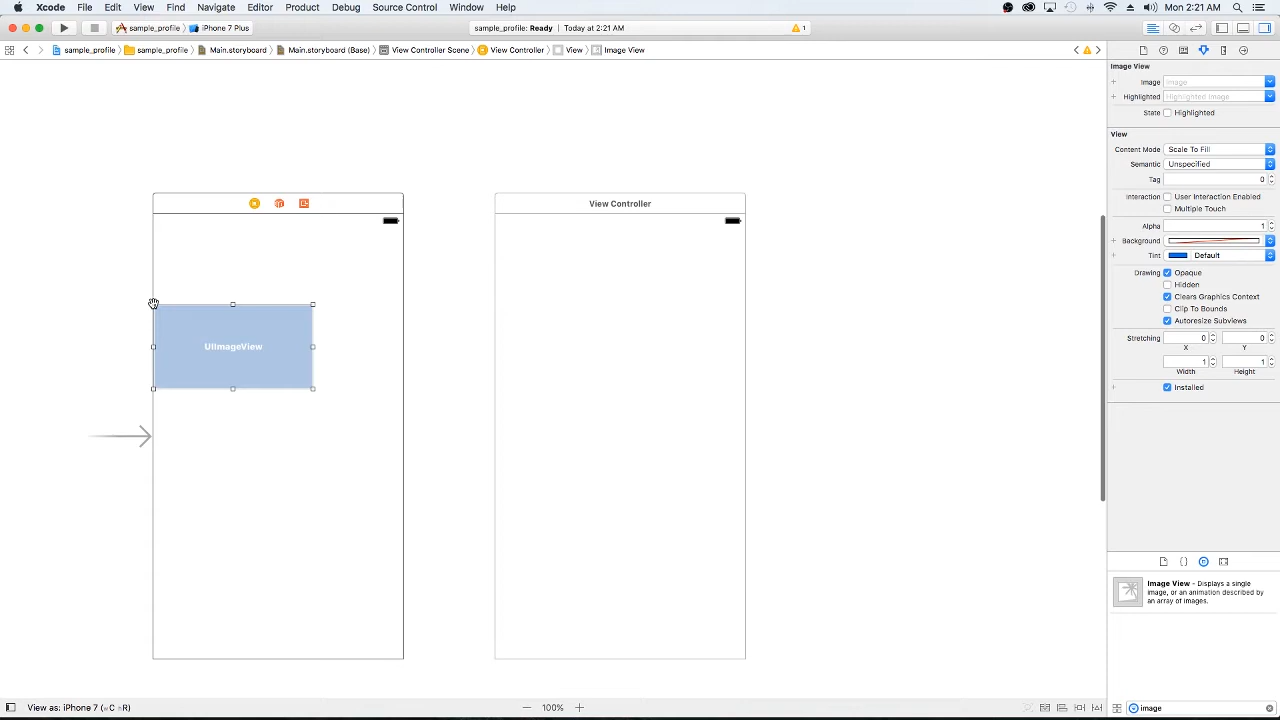 Xcode File Edit View Find Navigate Editor Product Debug Source Control Window Help Mon 2:21 AM
sample_profile iPhone 7 Plus sample_profile: Ready Today at 2:21 AM 1
sample_profile sample_profile Main.storyboard Main.storyboard (Base) View Controller Scene View Controller View Image View
Image View
Image Image
Highlighted Highlighted Image
State Highlighted
View
Content Mode Scale To Fill
Semantic Unspecified
Tag 0
Interaction User Interaction Enabled
Multiple Touch
Alpha 1
Background
Tint Default
Drawing Opaque
Hidden
Clears Graphics Context
Clip To Bounds
Autoresize Subviews
Stretching 0 0
X Y
1 1
Width Height
Installed
View Controller
UIImageView
Image View - Displays a single
image, or an animation described by
an array of images.
View as: iPhone 7 (wC hR)
100%
image